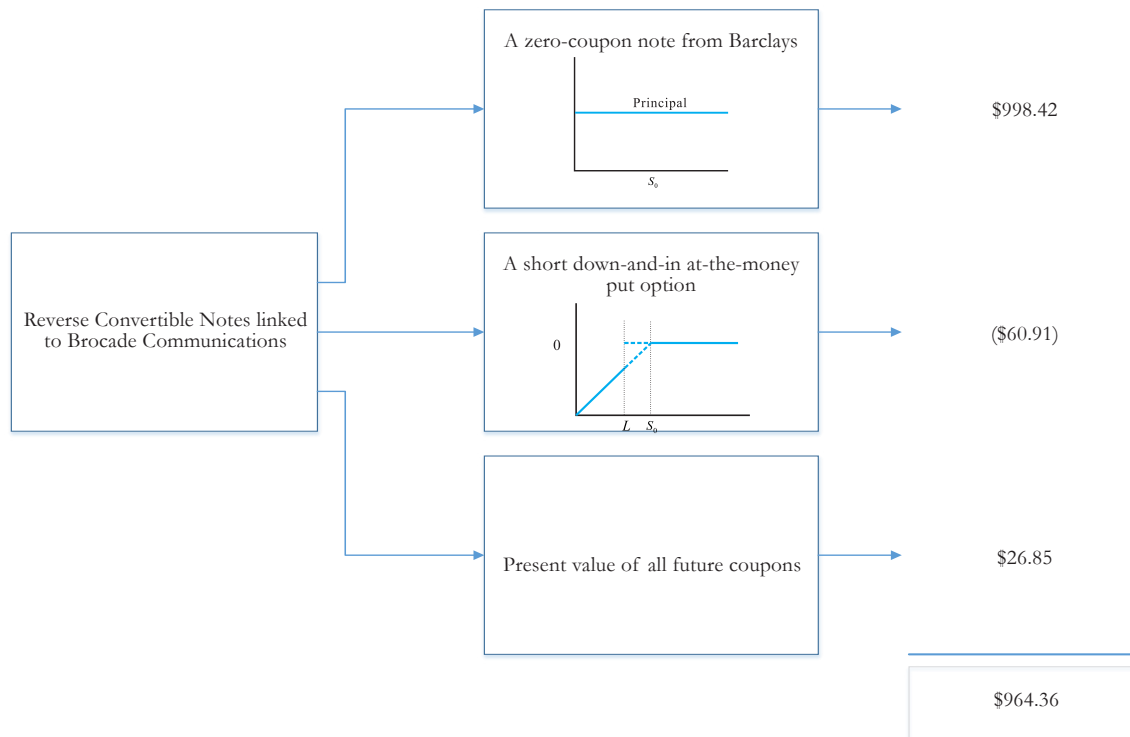 A zero-coupon note from Barclays
Principal
S₀
$998.42
Reverse Convertible Notes linked
to Brocade Communications
A short down-and-in at-the-money
put option
0
L S₀
($60.91)
Present value of all future coupons
$26.85
$964.36